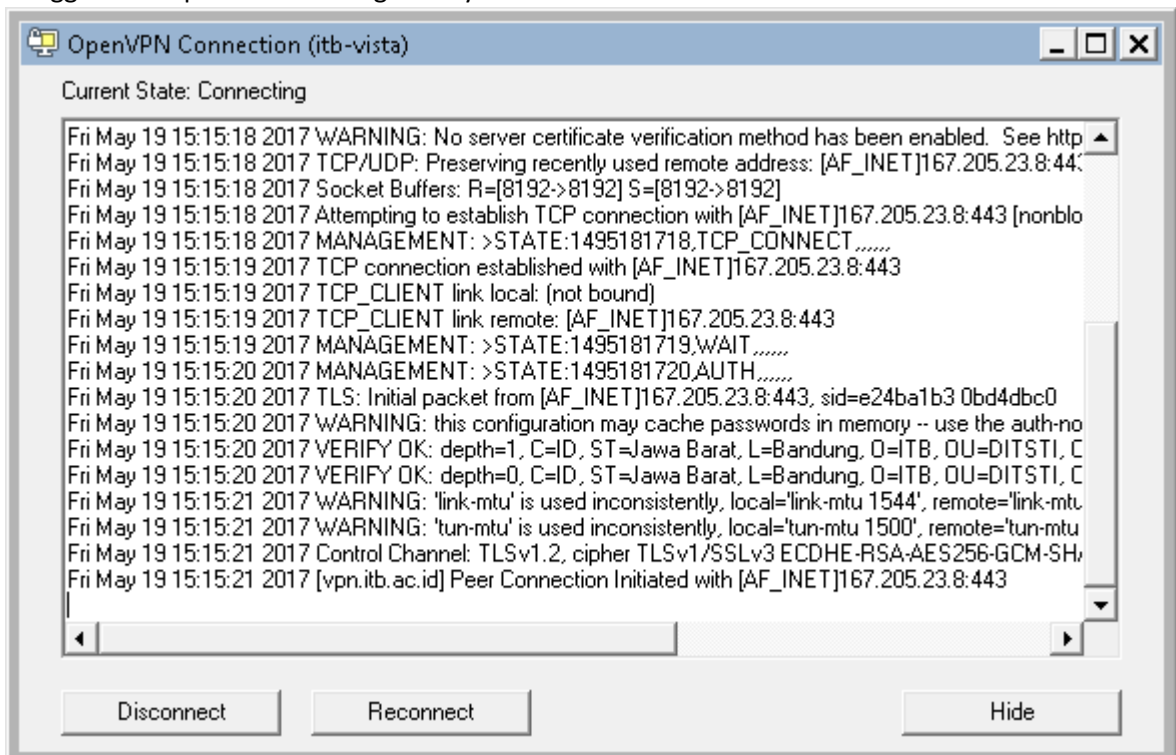 OpenVPN Connection (itb-vista)
Current State: Connecting
Fri May 19 15:15:18 2017 WARNING: No server certificate verification method has been enabled.  See http
Fri May 19 15:15:18 2017 TCP/UDP: Preserving recently used remote address: [AF_INET]167.205.23.8:443
Fri May 19 15:15:18 2017 Socket Buffers: R=[8192->8192] S=[8192->8192]
Fri May 19 15:15:18 2017 Attempting to establish TCP connection with [AF_INET]167.205.23.8:443 [nonblo
Fri May 19 15:15:18 2017 MANAGEMENT: >STATE:1495181718,TCP_CONNECT,,,,,,
Fri May 19 15:15:19 2017 TCP connection established with [AF_INET]167.205.23.8:443
Fri May 19 15:15:19 2017 TCP_CLIENT link local: (not bound)
Fri May 19 15:15:19 2017 TCP_CLIENT link remote: [AF_INET]167.205.23.8:443
Fri May 19 15:15:19 2017 MANAGEMENT: >STATE:1495181719,WAIT,,,,,,
Fri May 19 15:15:20 2017 MANAGEMENT: >STATE:1495181720,AUTH,,,,,,
Fri May 19 15:15:20 2017 TLS: Initial packet from [AF_INET]167.205.23.8:443, sid=e24ba1b3 0bd4dbc0
Fri May 19 15:15:20 2017 WARNING: this configuration may cache passwords in memory -- use the auth-no
Fri May 19 15:15:20 2017 VERIFY OK: depth=1, C=ID, ST=Jawa Barat, L=Bandung, O=ITB, OU=DITSTI, C
Fri May 19 15:15:20 2017 VERIFY OK: depth=0, C=ID, ST=Jawa Barat, L=Bandung, O=ITB, OU=DITSTI, C
Fri May 19 15:15:21 2017 WARNING: 'link-mtu' is used inconsistently, local='link-mtu 1544', remote='link-mtu
Fri May 19 15:15:21 2017 WARNING: 'tun-mtu' is used inconsistently, local='tun-mtu 1500', remote='tun-mtu
Fri May 19 15:15:21 2017 Control Channel: TLSv1.2, cipher TLSv1/SSLv3 ECDHE-RSA-AES256-GCM-SHA
Fri May 19 15:15:21 2017 [vpn.itb.ac.id] Peer Connection Initiated with [AF_INET]167.205.23.8:443
Disconnect
Reconnect
Hide